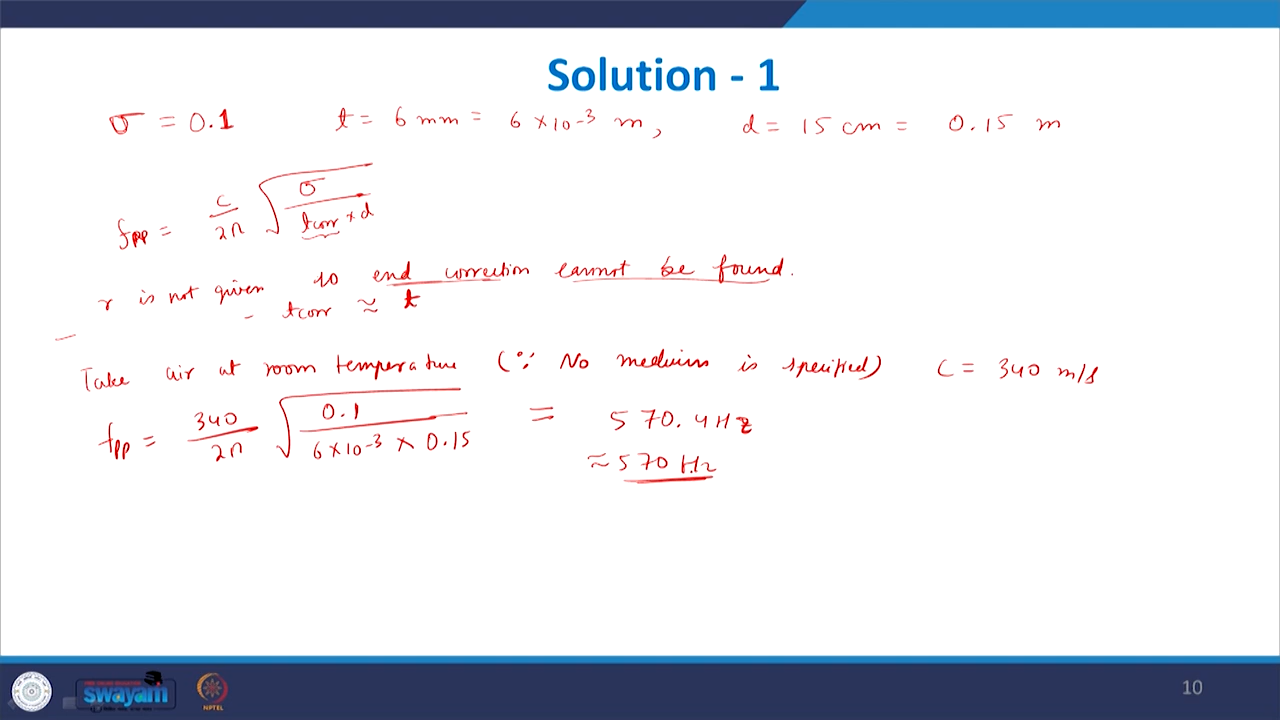 Solution - 1
σ = 0.1 t = 6 mm = 6 × 10⁻³ m, d = 15 cm = 0.15 m
fpp = c/2π √(σ/(tcorr × d))
r is not given so end correction cannot be found.
- tcorr ≈ t
Take air at room temperature (∵ No medium is specified) C = 340 m/s
fpp = 340/2π √(0.1/(6×10⁻³ × 0.15)) = 570.4Hz
≈570 Hz
swayam
NPTEL
10